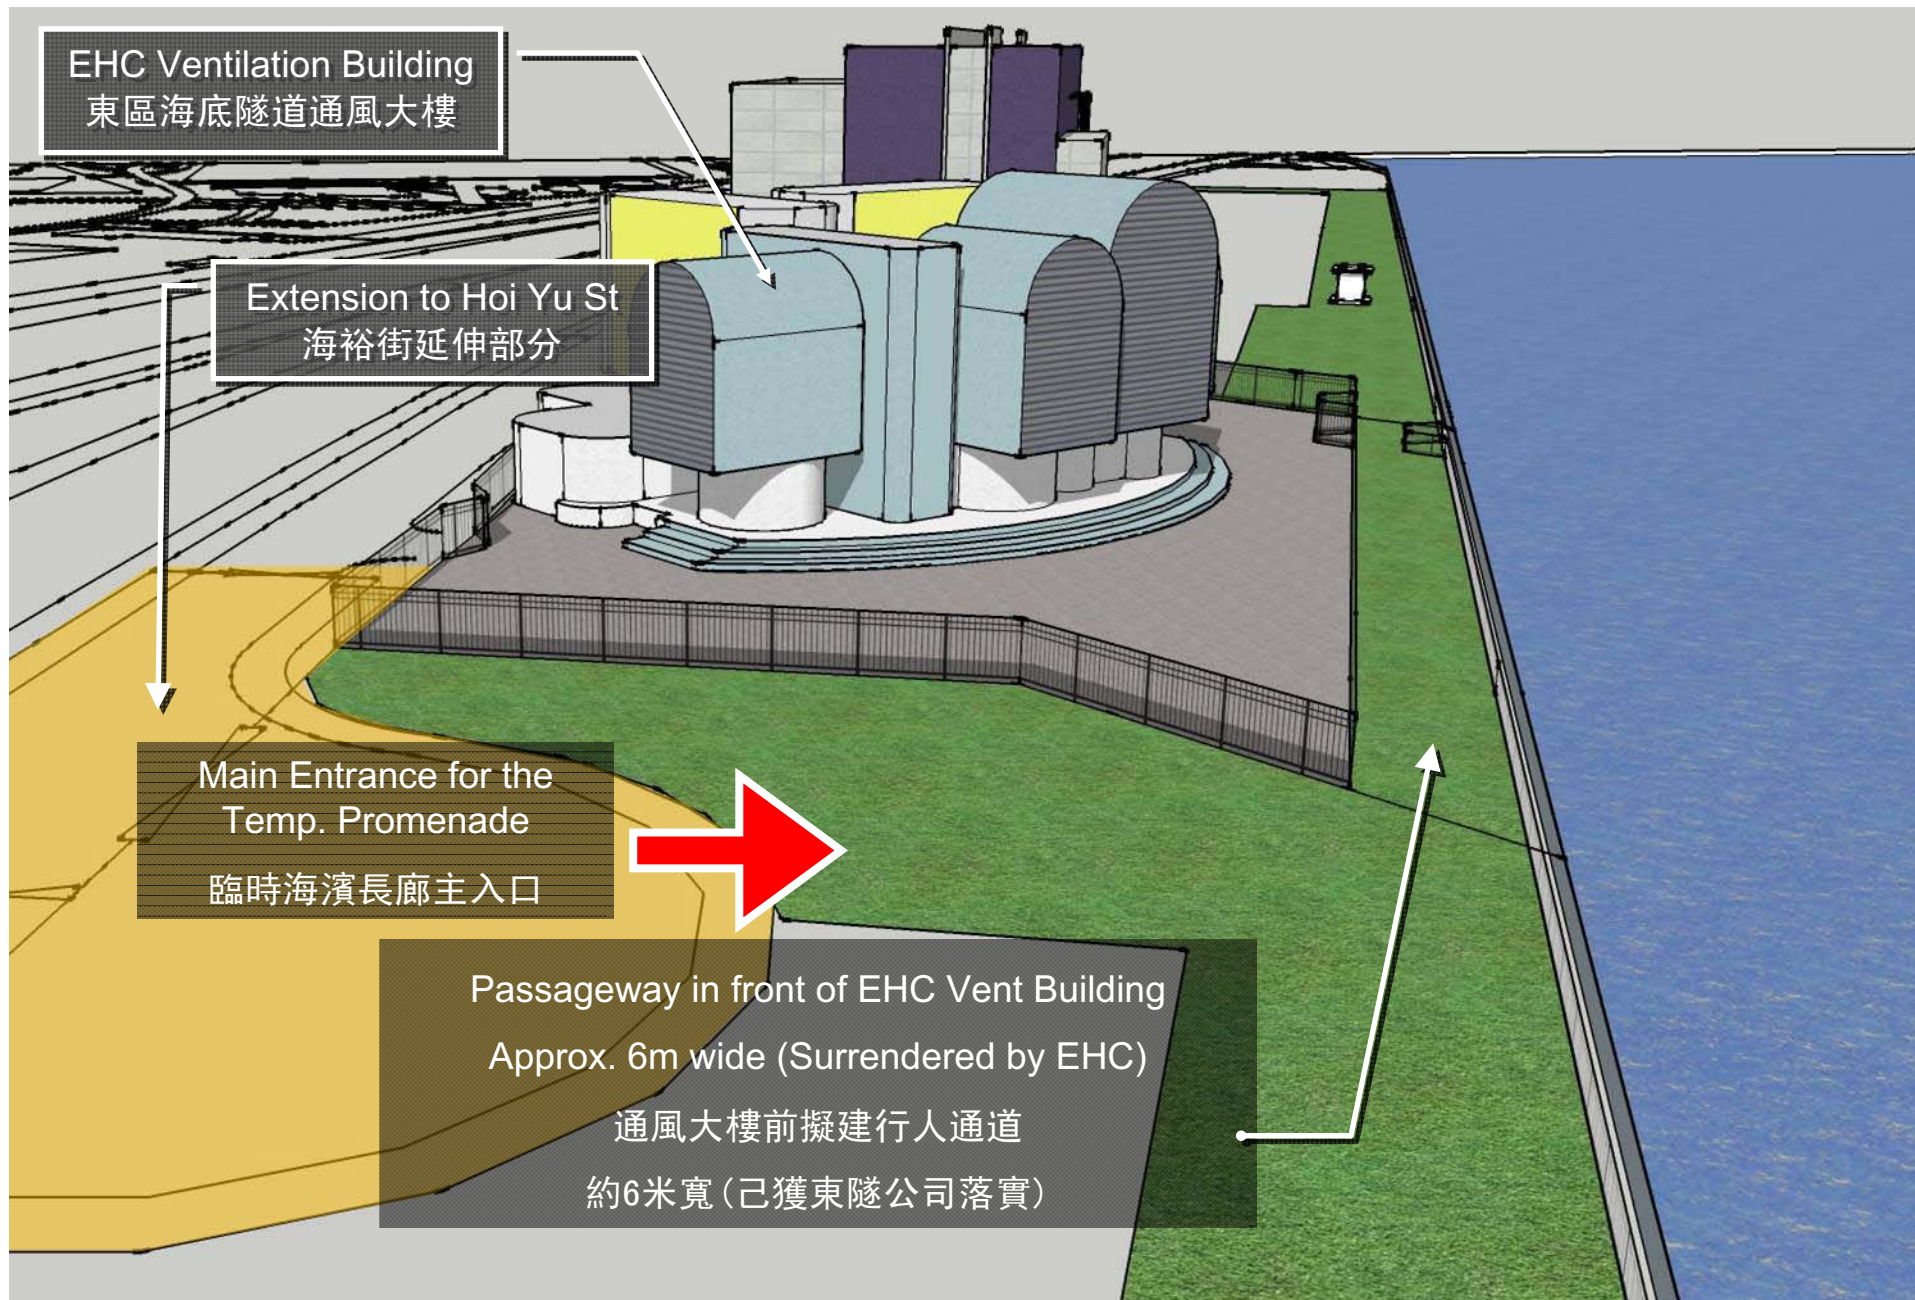 EHC Ventilation Building
東區海底隧道通風大樓
Extension to Hoi Yu St
海裕街延伸部分
Main Entrance for the
Temp. Promenade
臨時海濱長廊主入口
Passageway in front of EHC Vent Building
Approx. 6m wide (Surrendered by EHC)
通風大樓前擬建行人通道
約6米寬(己獲東隧公司落實)